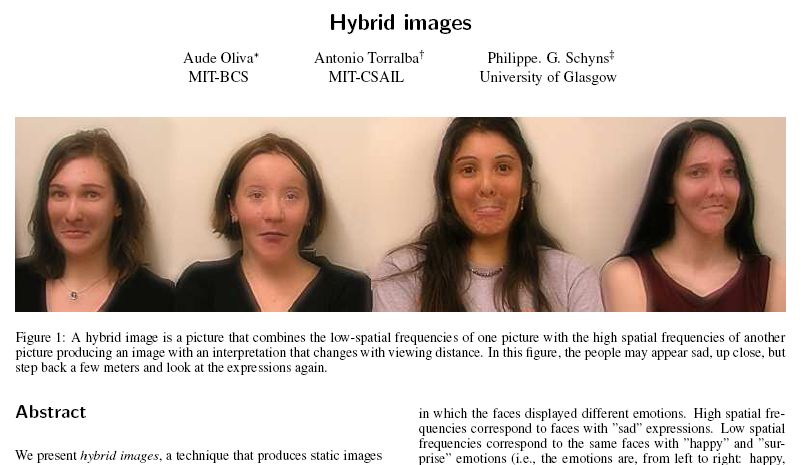 Hybrid images
Aude Oliva* Antonio Torralba† Philippe. G. Schyns‡
MIT-BCS MIT-CSAIL University of Glasgow
Figure 1: A hybrid image is a picture that combines the low-spatial frequencies of one picture with the high spatial frequencies of another
picture producing an image with an interpretation that changes with viewing distance. In this figure, the people may appear sad, up close, but
step back a few meters and look at the expressions again.
Abstract
We present hybrid images, a technique that produces static images
in which the faces displayed different emotions. High spatial fre-
quencies correspond to faces with ”sad” expressions. Low spatial
frequencies correspond to the same faces with ”happy” and ”sur-
prise” emotions (i.e., the emotions are, from left to right: happy,